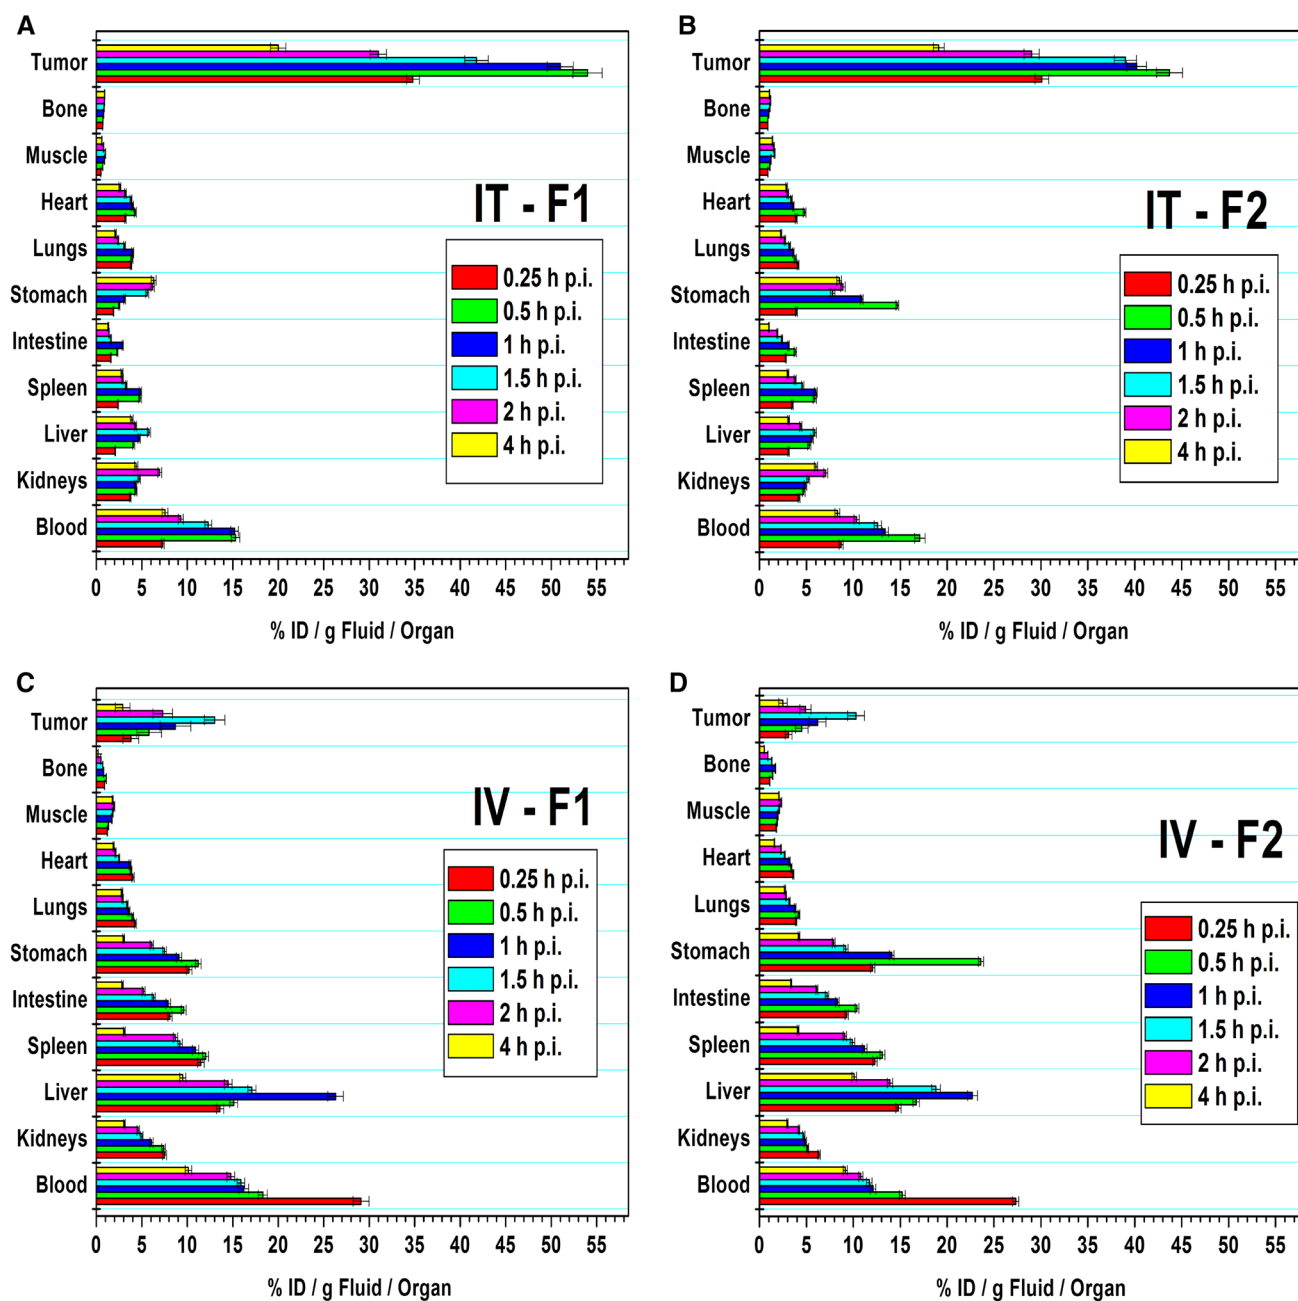 A
Tumor
Bone
Muscle
Heart
Lungs
Stomach
Intestine
Spleen
Liver
Kidneys
Blood
IT - F1
0.25 h p.i.
0.5 h p.i.
1 h p.i.
1.5 h p.i.
2 h p.i.
4 h p.i.
0 5 10 15 20 25 30 35 40 45 50 55
% ID / g Fluid / Organ
B
Tumor
Bone
Muscle
Heart
Lungs
Stomach
Intestine
Spleen
Liver
Kidneys
Blood
IT - F2
0.25 h p.i.
0.5 h p.i.
1 h p.i.
1.5 h p.i.
2 h p.i.
4 h p.i.
0 5 10 15 20 25 30 35 40 45 50 55
% ID / g Fluid / Organ
C
Tumor
Bone
Muscle
Heart
Lungs
Stomach
Intestine
Spleen
Liver
Kidneys
Blood
IV - F1
0.25 h p.i.
0.5 h p.i.
1 h p.i.
1.5 h p.i.
2 h p.i.
4 h p.i.
0 5 10 15 20 25 30 35 40 45 50 55
% ID / g Fluid / Organ
D
Tumor
Bone
Muscle
Heart
Lungs
Stomach
Intestine
Spleen
Liver
Kidneys
Blood
IV - F2
0.25 h p.i.
0.5 h p.i.
1 h p.i.
1.5 h p.i.
2 h p.i.
4 h p.i.
0 5 10 15 20 25 30 35 40 45 50 55
% ID / g Fluid / Organ